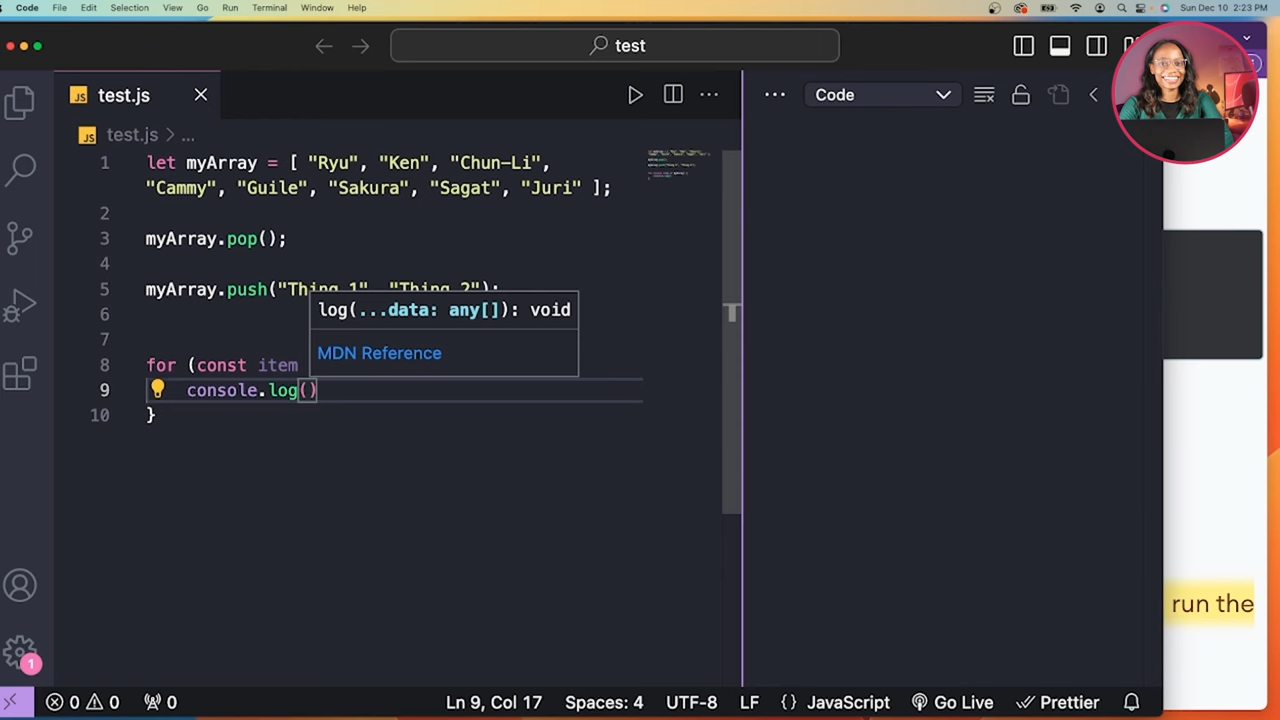 Code File Edit Selection View Go Run Terminal Window Help
Sun Dec 10 2:23 PM
test
JS test.js
Code
JS test.js > ...
1 let myArray = [ "Ryu", "Ken", "Chun-Li",
"Cammy", "Guile", "Sakura", "Sagat", "Juri" ];
2
3 myArray.pop();
4
5 myArray.push("Thing 1", "Thing 2");
6
log(...data: any[]): void
7
MDN Reference
8 for (const item
9 console.log()
10 }
run the
1
0 0 0
Ln 9, Col 17 Spaces: 4 UTF-8 LF {} JavaScript Go Live Prettier